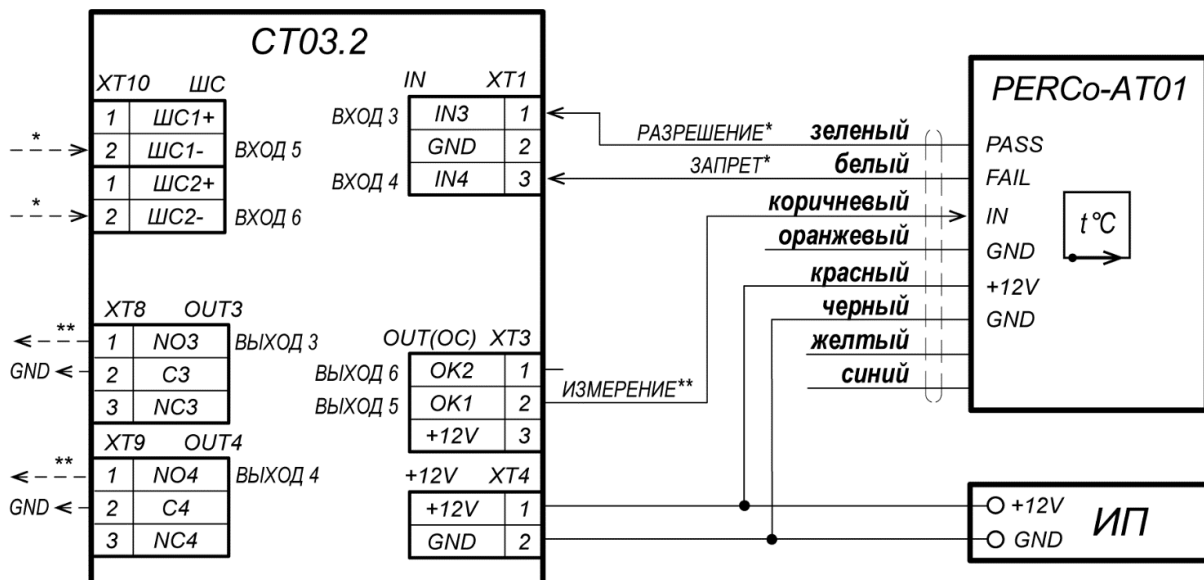 CT03.2
XT10 ШС
1 ШС1+
* 2 ШС1- ВХОД 5
1 ШС2+
* 2 ШС2- ВХОД 6
IN XT1
ВХОД 3 IN3 1
GND 2
ВХОД 4 IN4 3
XT8 OUT3
** 1 NO3 ВЫХОД 3
GND 2 C3
3 NC3
XT9 OUT4
** 1 NO4 ВЫХОД 4
GND 2 C4
3 NC4
OUT(OC) XT3
ВЫХОД 6 OK2 1
ВЫХОД 5 OK1 2
+12V 3
+12V XT4
+12V 1
GND 2
РАЗРЕШЕНИЕ*
ЗАПРЕТ*
ИЗМЕРЕНИЕ**
зеленый
белый
коричневый
оранжевый
красный
черный
желтый
синий
PERCo-AT01
PASS
FAIL
IN
GND
+12V
GND
t°C
+12V
GND
ИП